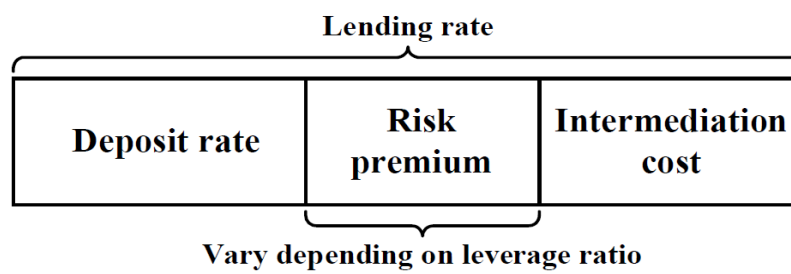 Lending rate
Deposit rate
Risk
premium
Intermediation
cost
Vary depending on leverage ratio